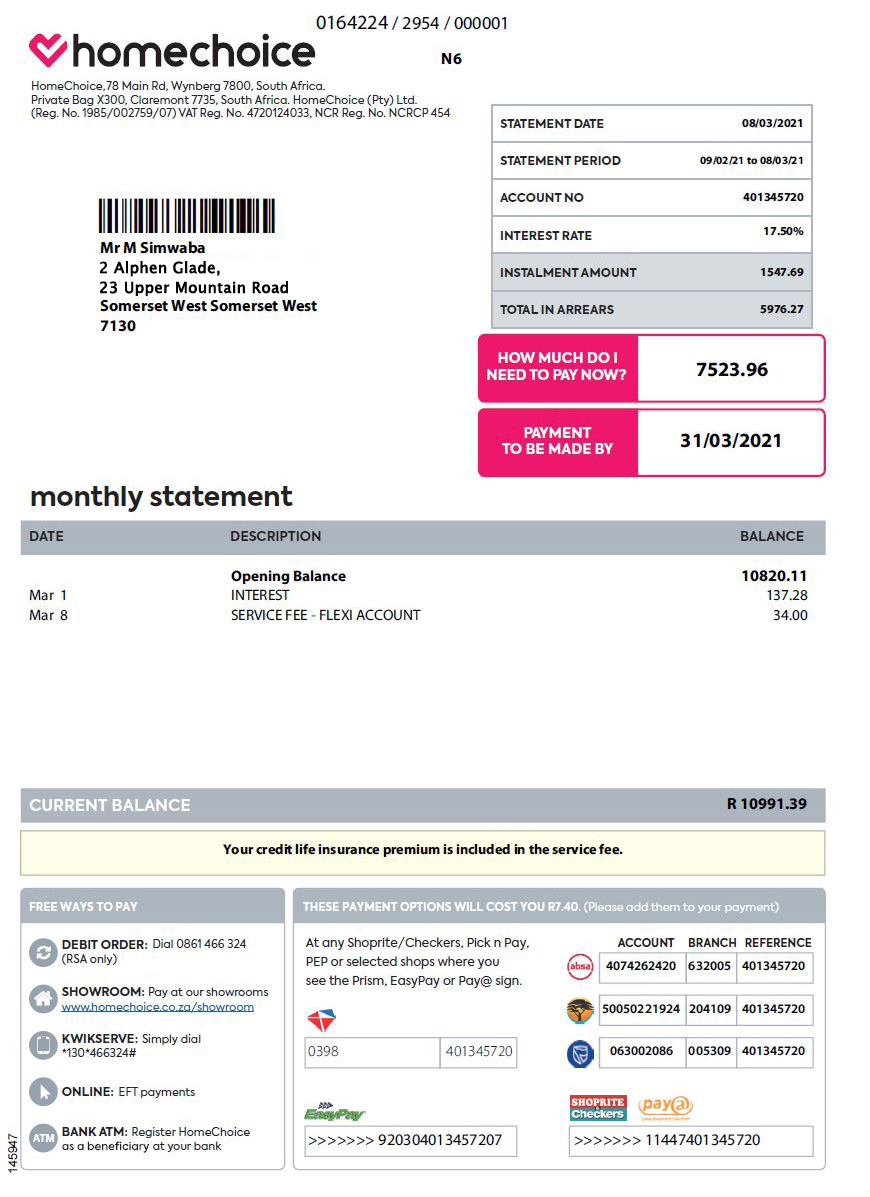 0164224 / 2954 / 000001
homechoice
N6
HomeChoice,78 Main Rd, Wynberg 7800, South Africa.
Private Bag X300, Claremont 7735, South Africa. HomeChoice (Pty) Ltd.
(Reg. No. 1985/002759/07) VAT Reg. No. 4720124033, NCR Reg. No. NCRCP 454
STATEMENT DATE 08/03/2021
STATEMENT PERIOD 09/02/21 to 08/03/21
ACCOUNT NO 401345720
INTEREST RATE 17.50%
INSTALMENT AMOUNT 1547.69
TOTAL IN ARREARS 5976.27
Mr M Simwaba
2 Alphen Glade,
23 Upper Mountain Road
Somerset West Somerset West
7130
HOW MUCH DO I
NEED TO PAY NOW?
7523.96
PAYMENT
TO BE MADE BY
31/03/2021
monthly statement
DATE DESCRIPTION BALANCE
Opening Balance 10820.11
Mar 1 INTEREST 137.28
Mar 8 SERVICE FEE - FLEXI ACCOUNT 34.00
CURRENT BALANCE R 10991.39
Your credit life insurance premium is included in the service fee.
FREE WAYS TO PAY
DEBIT ORDER: Dial 0861 466 324
(RSA only)
SHOWROOM: Pay at our showrooms
www.homechoice.co.za/showroom
KWIKSERVE: Simply dial
*130*466324#
ONLINE: EFT payments
ATM
BANK ATM: Register HomeChoice
as a beneficiary at your bank
145947
THESE PAYMENT OPTIONS WILL COST YOU R7.40. (Please add them to your payment)
At any Shoprite/Checkers, Pick n Pay,
PEP or selected shops where you
see the Prism, EasyPay or Pay@ sign.
0398 401345720
EasyPay
>>>>>>> 920304013457207
ACCOUNT BRANCH REFERENCE
absa 4074262420 632005 401345720
50050221924 204109 401345720
063002086 005309 401345720
SHOPRITE
Checkers
pay@
>>>>>>> 11447401345720